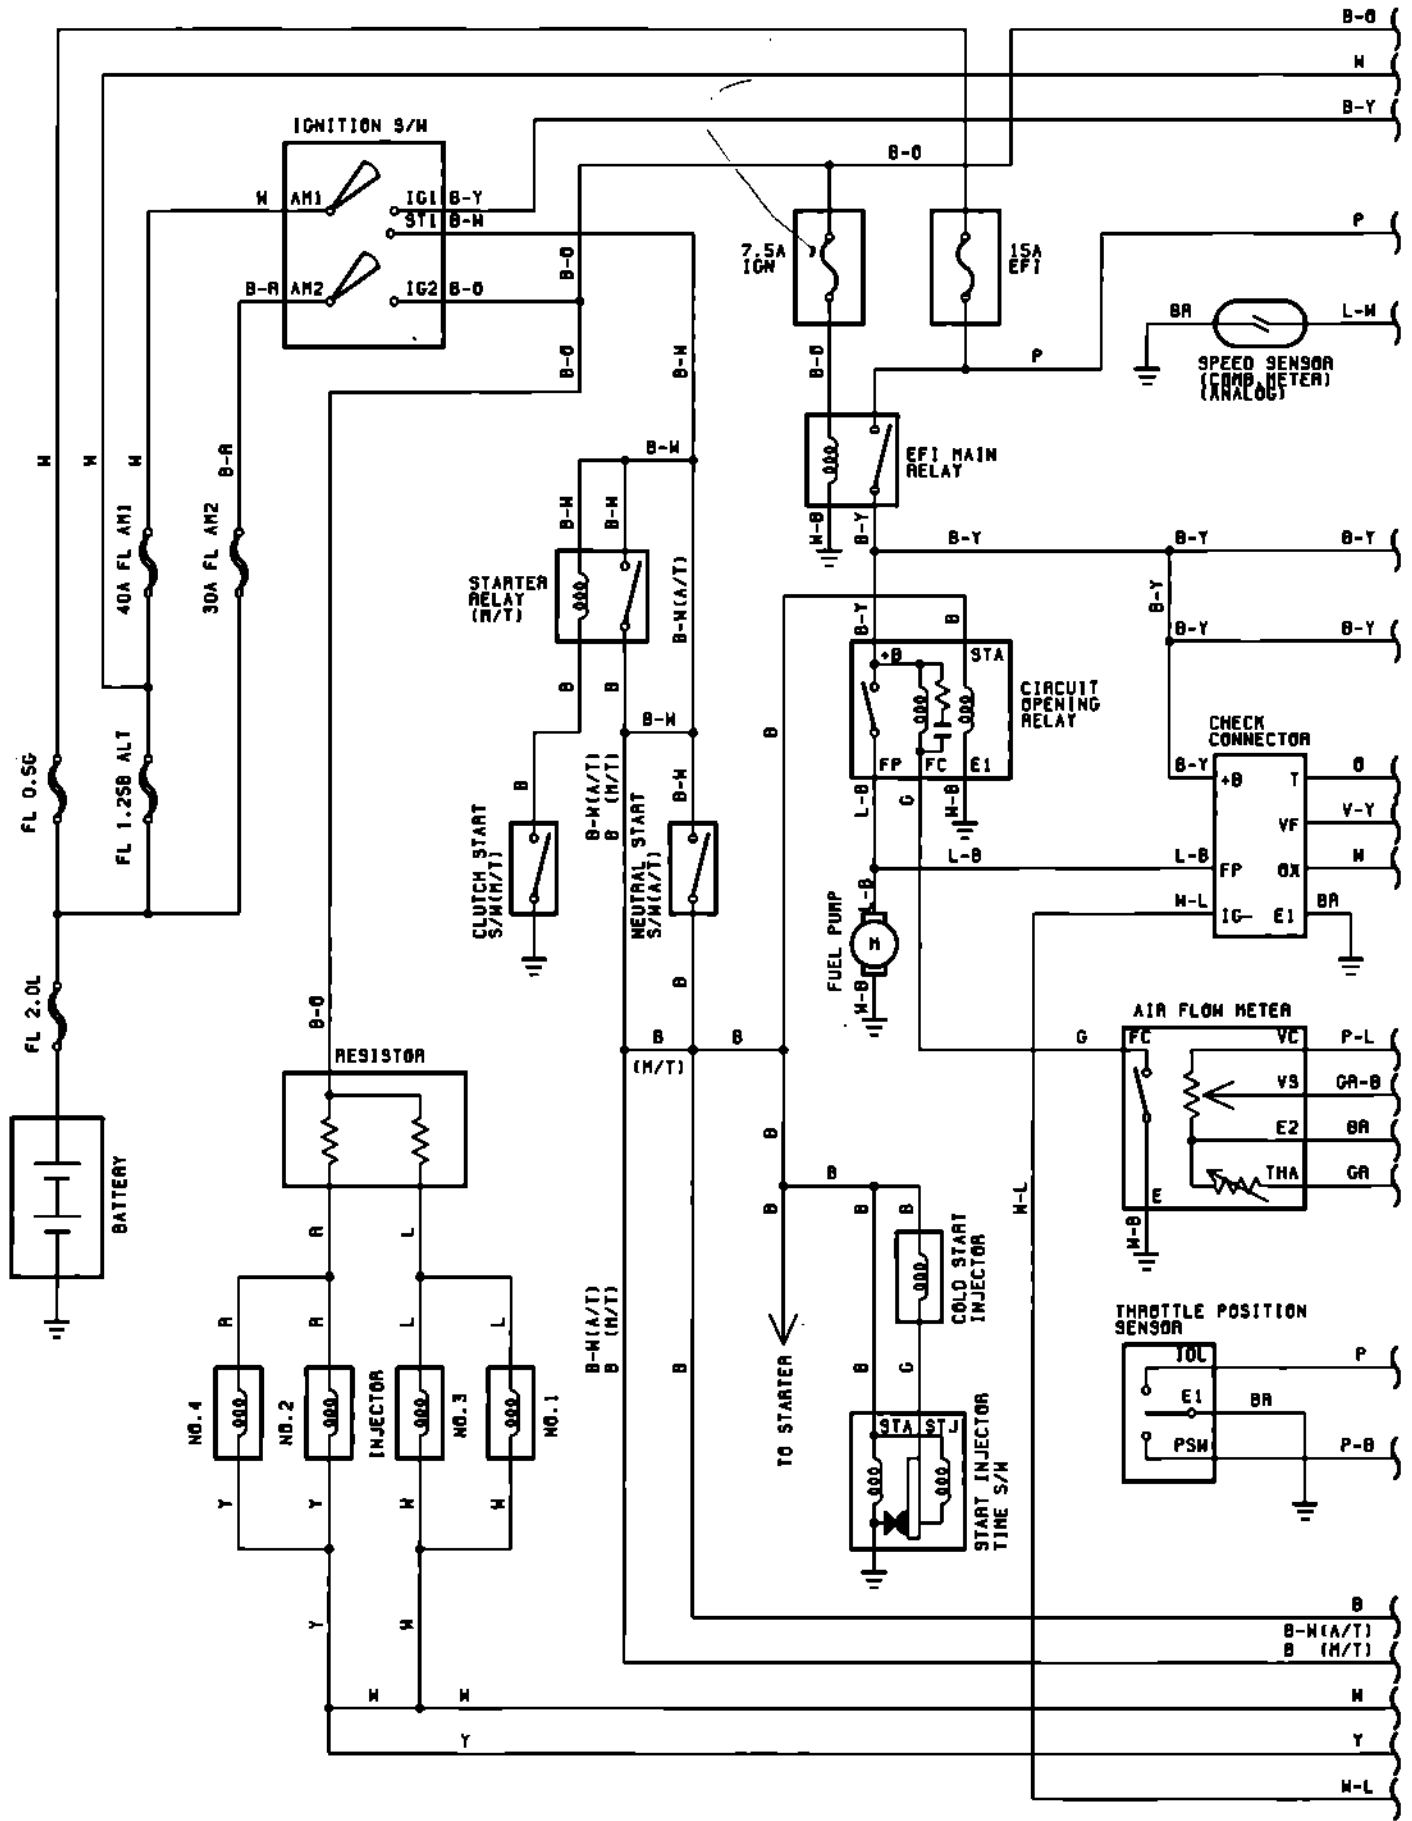 B-O
W
B-Y
IGNITION S/W
B-O
W
AM1
IG1
B-Y
ST1
B-W
P
7.5A
IGN
15A
EFI
B-O
B-R
AM2
IG2
B-O
BR
L-W
B-O
B-W
B-O
P
SPEED SENSOR
(COMB.METER)
(ANALOG)
W
W
W
B-R
B-W
EFI MAIN
RELAY
B-W
B-W
W-B
B-Y
B-Y
B-Y
B-Y
40A FL AM1
30A FL AM2
STARTER
RELAY
(M/T)
B-W(A/T)
B-Y
B
B-Y
B-Y
B-Y
+B
STA
CIRCUIT
OPENING
RELAY
B
B
B-W
B
CHECK
CONNECTOR
FL 0.5G
FL 1.25B ALT
B
B-W(A/T)
B (M/T)
B-W
FP
FC
E1
L-B
G
W-B
B-Y
+B
T
O
VF
V-Y
L-B
L-B
FP
OX
W
CLUTCH START
S/W(M/T)
NEUTRAL START
S/W(A/T)
L-B
W-L
IG-
E1
BR
FUEL PUMP
M
W-B
FL 2.0L
B-O
B
AIR FLOW METER
RESISTOR
B
(M/T)
B
G
FC
VC
P-L
VS
GR-B
E2
BR
THA
GR
E
W-B
BATTERY
B
B
B
B
B
W-L
R
L
COLD START
INJECTOR
B-W(A/T)
B (M/T)
B
R
R
L
L
THROTTLE POSITION
SENSOR
IDL
P
E1
BR
PSW
P-B
B
G
TO STARTER
NO.4
NO.2
INJECTOR
NO.3
NO.1
STA
STJ
START INJECTOR
TIME S/W
Y
Y
W
W
Y
W
B
B-W(A/T)
B (M/T)
W
W
W
Y
Y
W-L